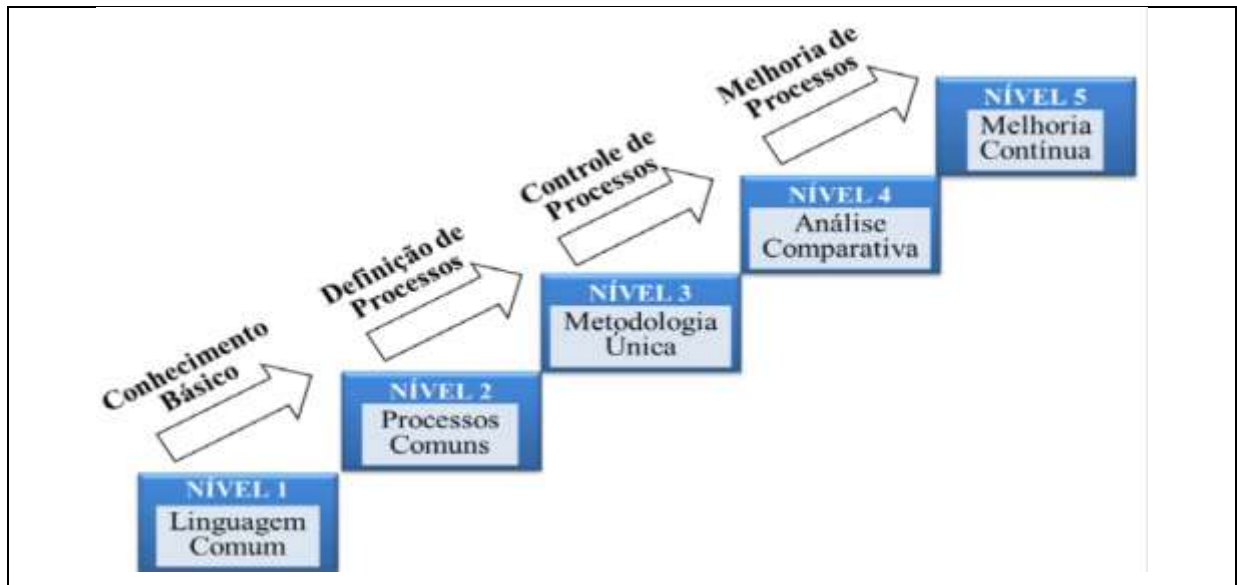 Melhoria de
Processos
NÍVEL 5
Melhoria
Contínua
Controle de
Processos
NÍVEL 4
Análise
Comparativa
Definição de
Processos
NÍVEL 3
Metodologia
Única
Conhecimento
Básico
NÍVEL 2
Processos
Comuns
NÍVEL 1
Linguagem
Comum